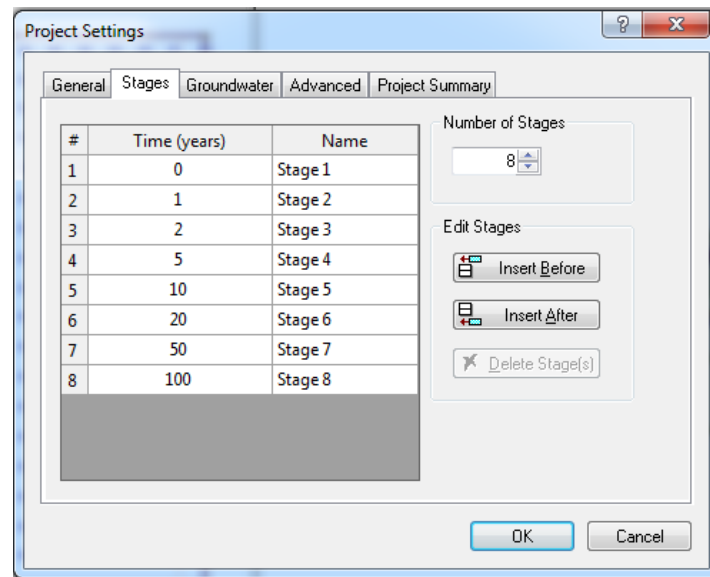 Project Settings
? X
General Stages Groundwater Advanced Project Summary
# Time (years) Name
1 0 Stage 1
2 1 Stage 2
3 2 Stage 3
4 5 Stage 4
5 10 Stage 5
6 20 Stage 6
7 50 Stage 7
8 100 Stage 8
Number of Stages
8
Edit Stages
Insert Before
Insert After
Delete Stage(s)
OK Cancel